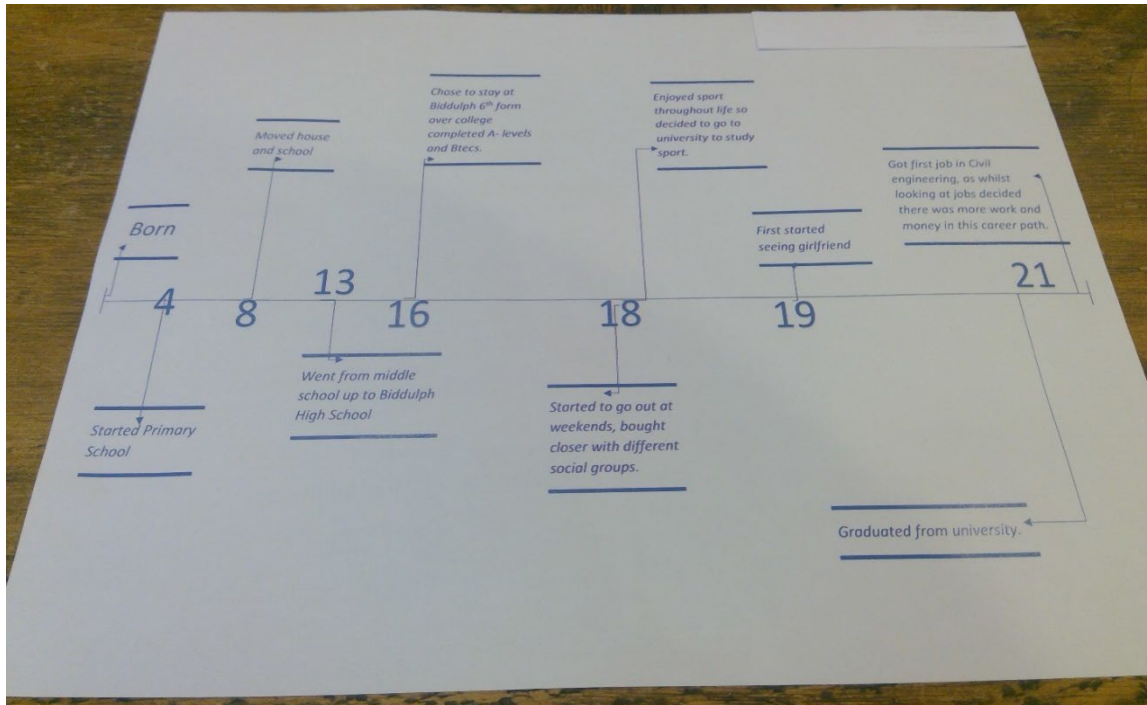 Born
4
Started Primary
School
Moved house
and school
8
13
Went from middle
school up to Biddulph
High School
Chose to stay at
Biddulph 6th form
over college
completed A- levels
and Btecs.
16
18
Started to go out at
weekends, bought
closer with different
social groups.
Enjoyed sport
throughout life so
decided to go to
university to study
sport.
First started
seeing girlfriend
19
21
Got first job in Civil
engineering, as whilst
looking at jobs decided
there was more work and
money in this career path.
Graduated from university.